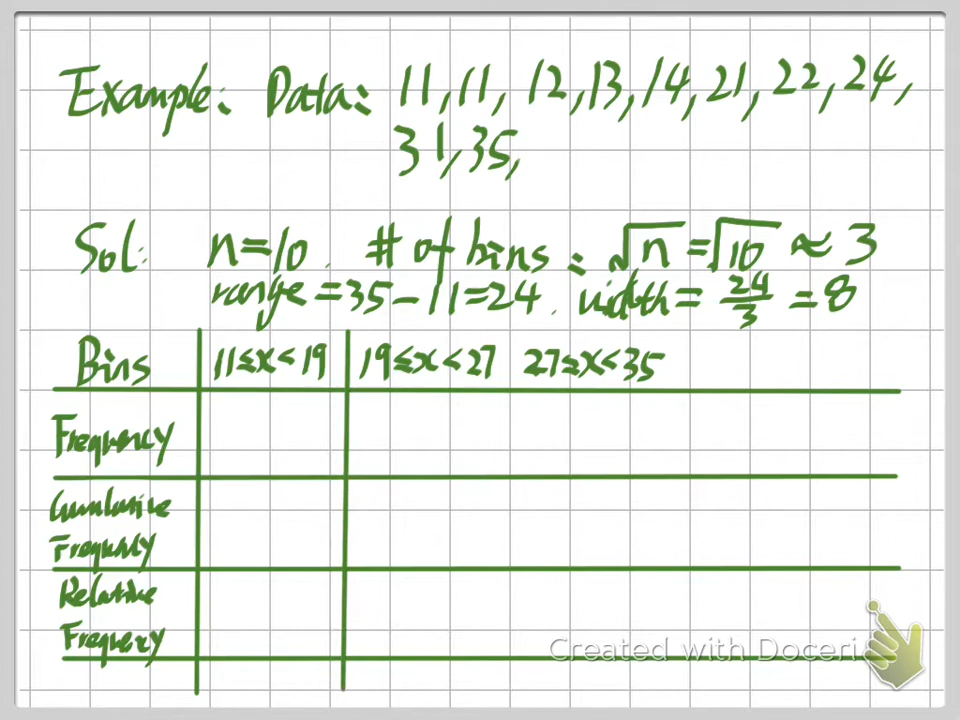 Example: Data: 11, 11, 12, 13, 14, 21, 22, 24,
31, 35,
Sol: n=10. # of bins: √n = √10 ≈ 3
range = 35 - 11 = 24. width = 24/3 = 8
Bins 11≤x<19 19≤x<27 27≥x<35
Frequency
Cumulative
Frequency
Relative
Frequency
Created with Doceri